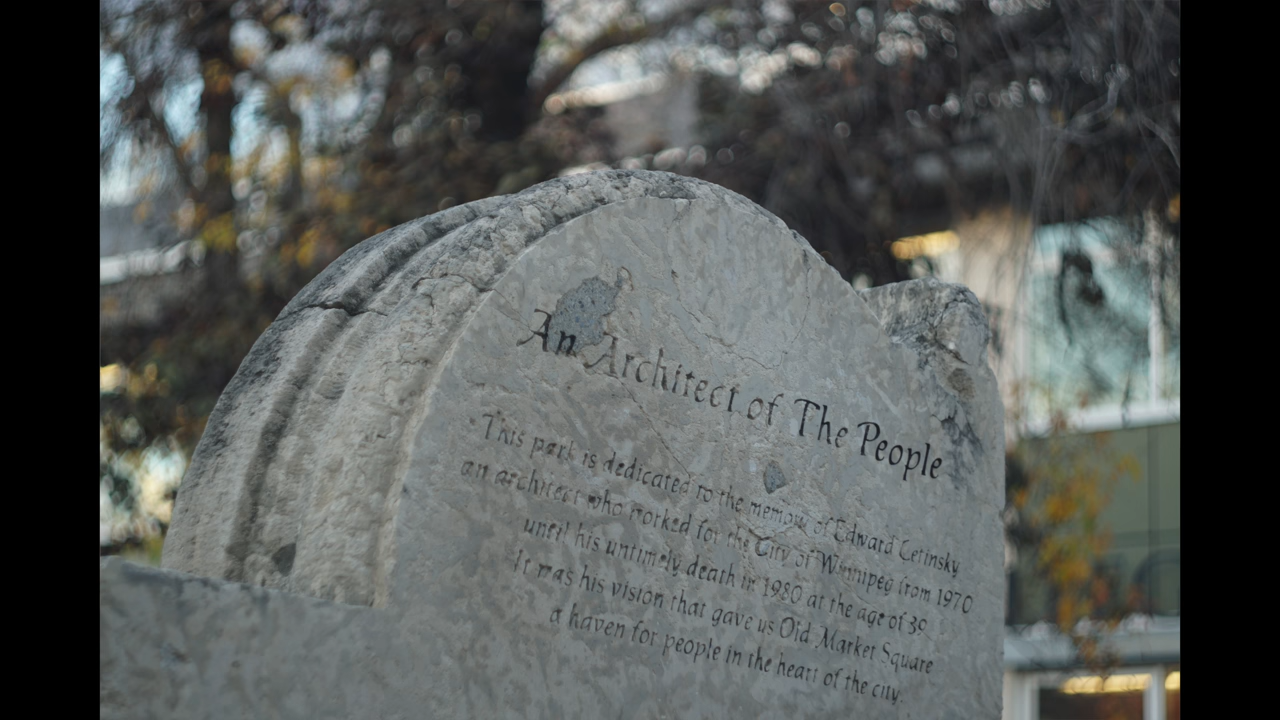 An Architect of The People
This park is dedicated to the memory of Edward Cetinsky
an architect who worked for the City of Winnipeg from 1970
until his untimely death in 1980 at the age of 39
It was his vision that gave us Old Market Square
a haven for people in the heart of the city.